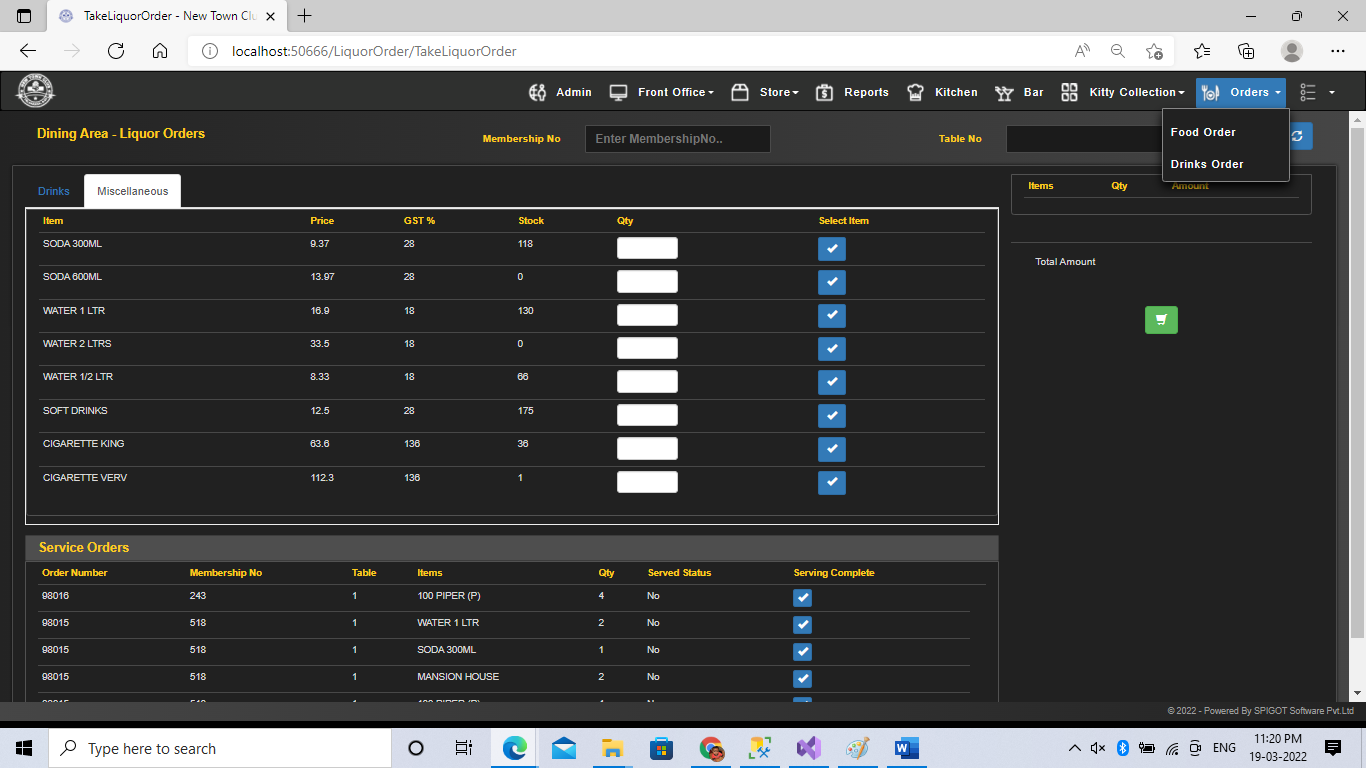 TakeLiquorOrder - New Town Clu
localhost:50666/LiquorOrder/TakeLiquorOrder
Admin Front Office Store Reports Kitchen Bar Kitty Collection Orders
Food Order
Drinks Order
Dining Area - Liquor Orders
Membership No Enter MembershipNo.. Table No
Drinks Miscellaneous
Item Price GST % Stock Qty Select Item
SODA 300ML 9.37 28 118
SODA 600ML 13.97 28 0
WATER 1 LTR 16.9 18 130
WATER 2 LTRS 33.5 18 0
WATER 1/2 LTR 8.33 18 66
SOFT DRINKS 12.5 28 175
CIGARETTE KING 63.6 136 36
CIGARETTE VERV 112.3 136 1
Items Qty Amount
Total Amount
Service Orders
Order Number Membership No Table Items Qty Served Status Serving Complete
98016 243 1 100 PIPER (P) 4 No
98015 518 1 WATER 1 LTR 2 No
98015 518 1 SODA 300ML 1 No
98015 518 1 MANSION HOUSE 2 No
© 2022 - Powered By SPIGOT Software Pvt.Ltd
Type here to search
ENG
11:20 PM
19-03-2022